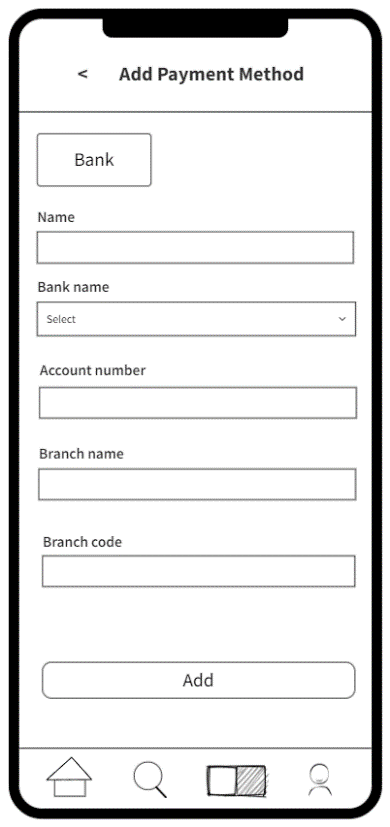 < Add Payment Method
Bank
Name
Bank name
Select
Account number
Branch name
Branch code
Add